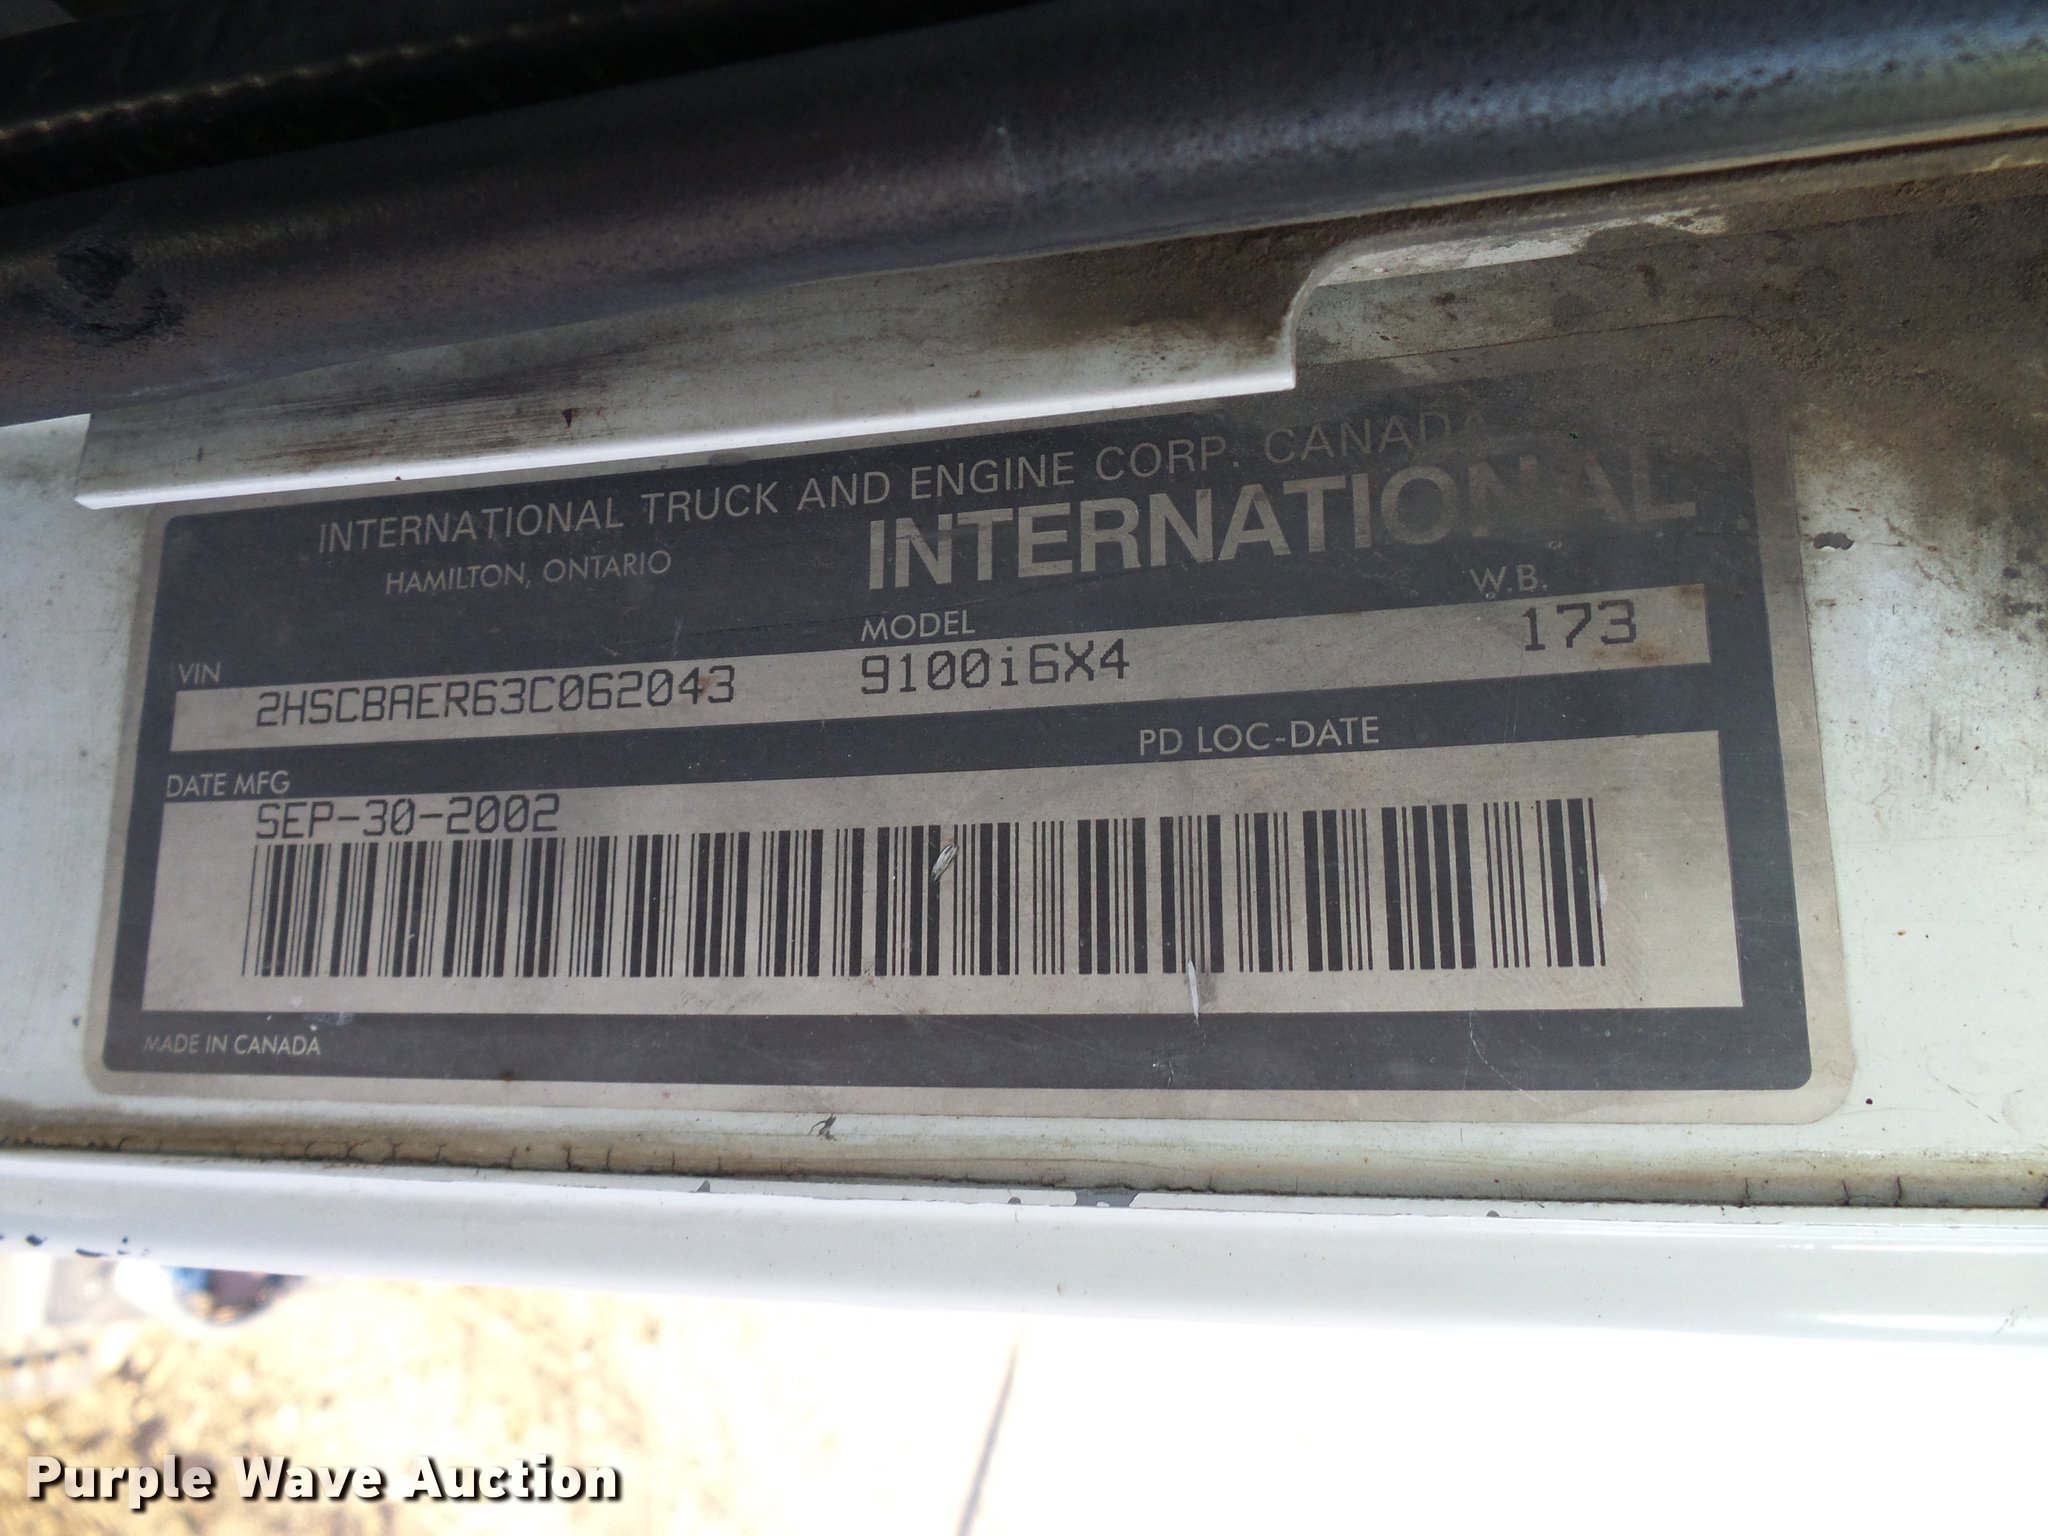 INTERNATIONAL TRUCK AND ENGINE CORP. CANADA
HAMILTON, ONTARIO
INTERNATIONAL
VIN
MODEL
W.B.
2HSCBAER63C062043
9100i6X4
173
DATE MFG
PD LOC-DATE
SEP-30-2002
MADE IN CANADA
Purple Wave Auction